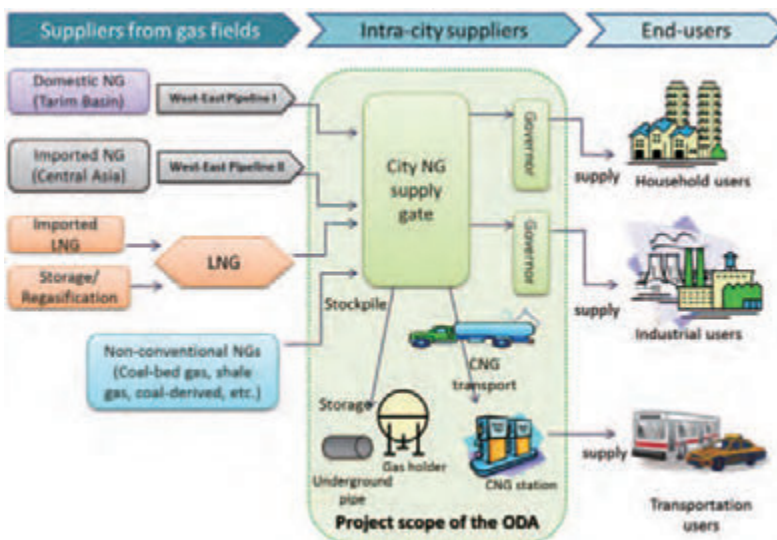 Suppliers from gas fields
Intra-city suppliers
End-users
Domestic NG
(Tarim Basin)
West-East Pipeline I
Imported NG
(Central Asia)
West-East Pipeline II
Imported
LNG
Storage/
Regasification
LNG
Non-conventional NGs
(Coal-bed gas, shale
gas, coal-derived, etc.)
City NG
supply
gate
Governor
Governor
Stockpile
CNG
transport
Storage
Gas holder
Underground
pipe
CNG station
Project scope of the ODA
supply
Household users
supply
Industrial users
supply
Transportation
users